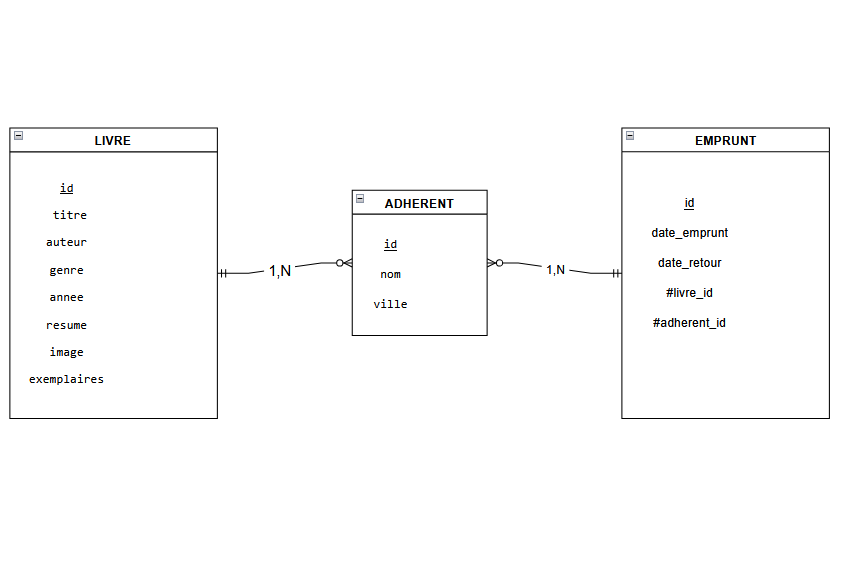 LIVRE
id
titre
auteur
genre
annee
resume
image
exemplaires
1,N
ADHERENT
id
nom
ville
1,N
EMPRUNT
id
date_emprunt
date_retour
#livre_id
#adherent_id